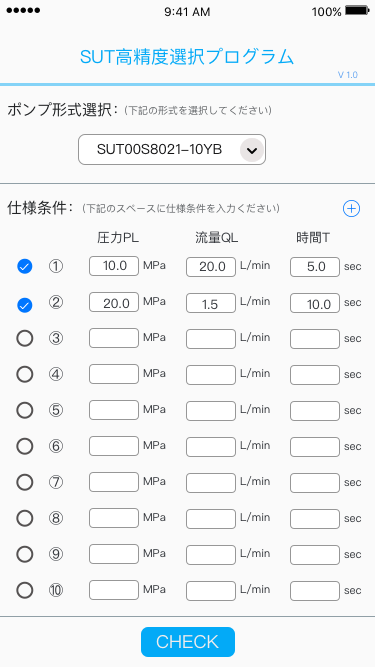 9:41 AM 100%
SUT高精度選択プログラム
V 1.0
ポンプ形式選択：（下記の形式を選択してください）
SUT00S8021-10YB
仕様条件：（下記のスペースに仕様条件を入力ください）
圧力PL 流量QL 時間T
① 10.0 MPa 20.0 L/min 5.0 sec
② 20.0 MPa 1.5 L/min 10.0 sec
③ MPa L/min sec
④ MPa L/min sec
⑤ MPa L/min sec
⑥ MPa L/min sec
⑦ MPa L/min sec
⑧ MPa L/min sec
⑨ MPa L/min sec
⑩ MPa L/min sec
CHECK